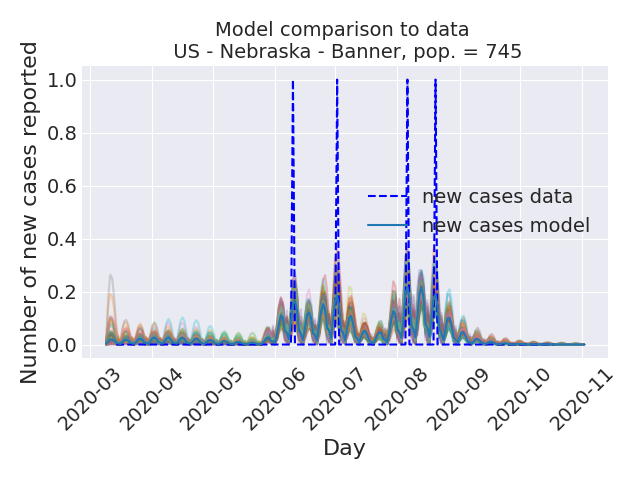 Model comparison to data
US - Nebraska - Banner, pop. = 745
Number of new cases reported
1.0
0.8
0.6
0.4
0.2
0.0
new cases data
new cases model
2020-03
2020-04
2020-05
2020-06
2020-07
2020-08
2020-09
2020-10
2020-11
Day